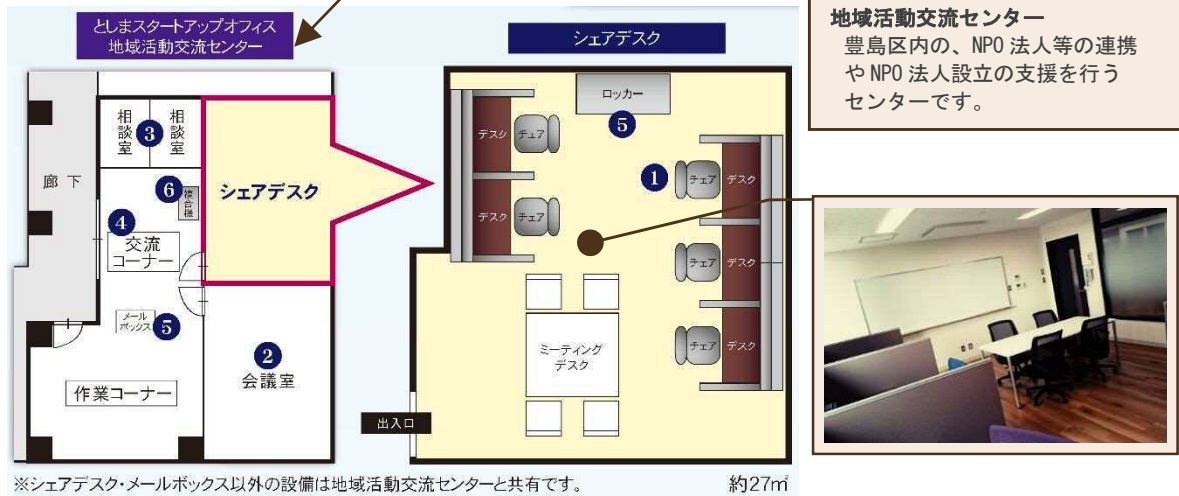 としまスタートアップオフィス
地域活動交流センター
シェアデスク
地域活動交流センター
豊島区内の、NPO 法人等の連携
や NPO 法人設立の支援を行う
センターです。
廊 下
相談室
3
相談室
6
複合機
シェアデスク
4
交流
コーナー
メール
ボックス
5
2
会議室
作業コーナー
ロッカー
5
デスク
チェア
デスク
チェア
1
チェア
デスク
チェア
デスク
チェア
デスク
ミーティング
デスク
出入口
※シェアデスク・メールボックス以外の設備は地域活動交流センターと共有です。
約27㎡